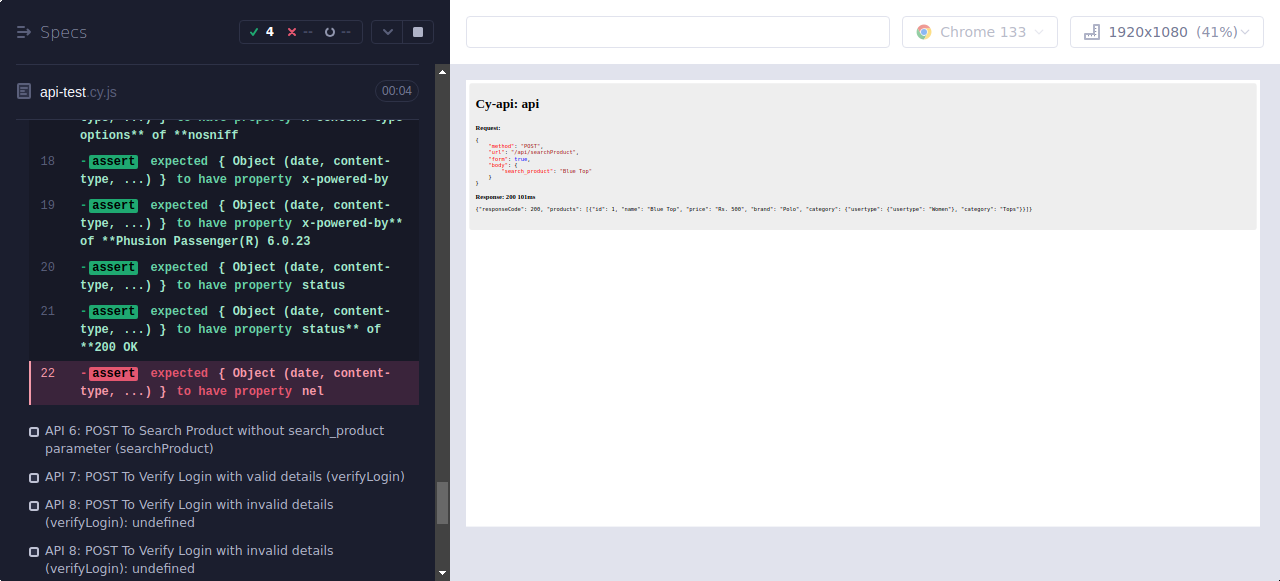 Specs
4
--
--
api-test.cy.js
00:04
options** of **nosniff
18 -assert expected { Object (date, content-
type, ...) } to have property x-powered-by
19 -assert expected { Object (date, content-
type, ...) } to have property x-powered-by**
of **Phusion Passenger(R) 6.0.23
20 -assert expected { Object (date, content-
type, ...) } to have property status
21 -assert expected { Object (date, content-
type, ...) } to have property status** of
**200 OK
22 -assert expected { Object (date, content-
type, ...) } to have property nel
API 6: POST To Search Product without search_product
parameter (searchProduct)
API 7: POST To Verify Login with valid details (verifyLogin)
API 8: POST To Verify Login with invalid details
(verifyLogin): undefined
API 8: POST To Verify Login with invalid details
(verifyLogin): undefined
Chrome 133
1920x1080 (41%)
Cy-api: api
Request:
{
"method": "POST",
"url": "/api/searchProduct",
"form": true,
"body": {
"search_product": "Blue Top"
}
}
Response: 200 101ms
{"responseCode": 200, "products": [{"id": 1, "name": "Blue Top", "price": "Rs. 500", "brand": "Polo", "category": {"usertype": {"usertype": "Women"}, "category": "Tops"}}]}